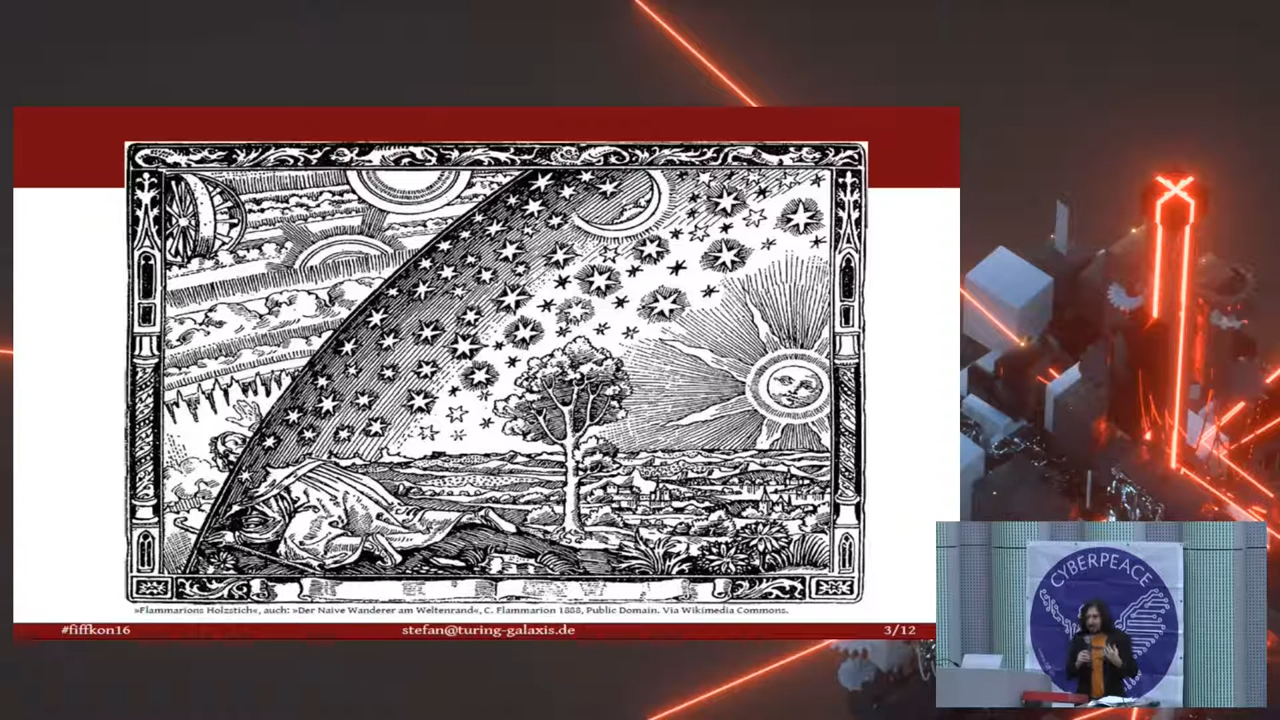 »Flammarions Holzstich«, auch: »Der Naive Wanderer am Weltenrand«, C. Flammarion 1888, Public Domain. Via Wikimedia Commons.
#fiffkon16
stefan@turing-galaxis.de
3/12
CYBERPEACE